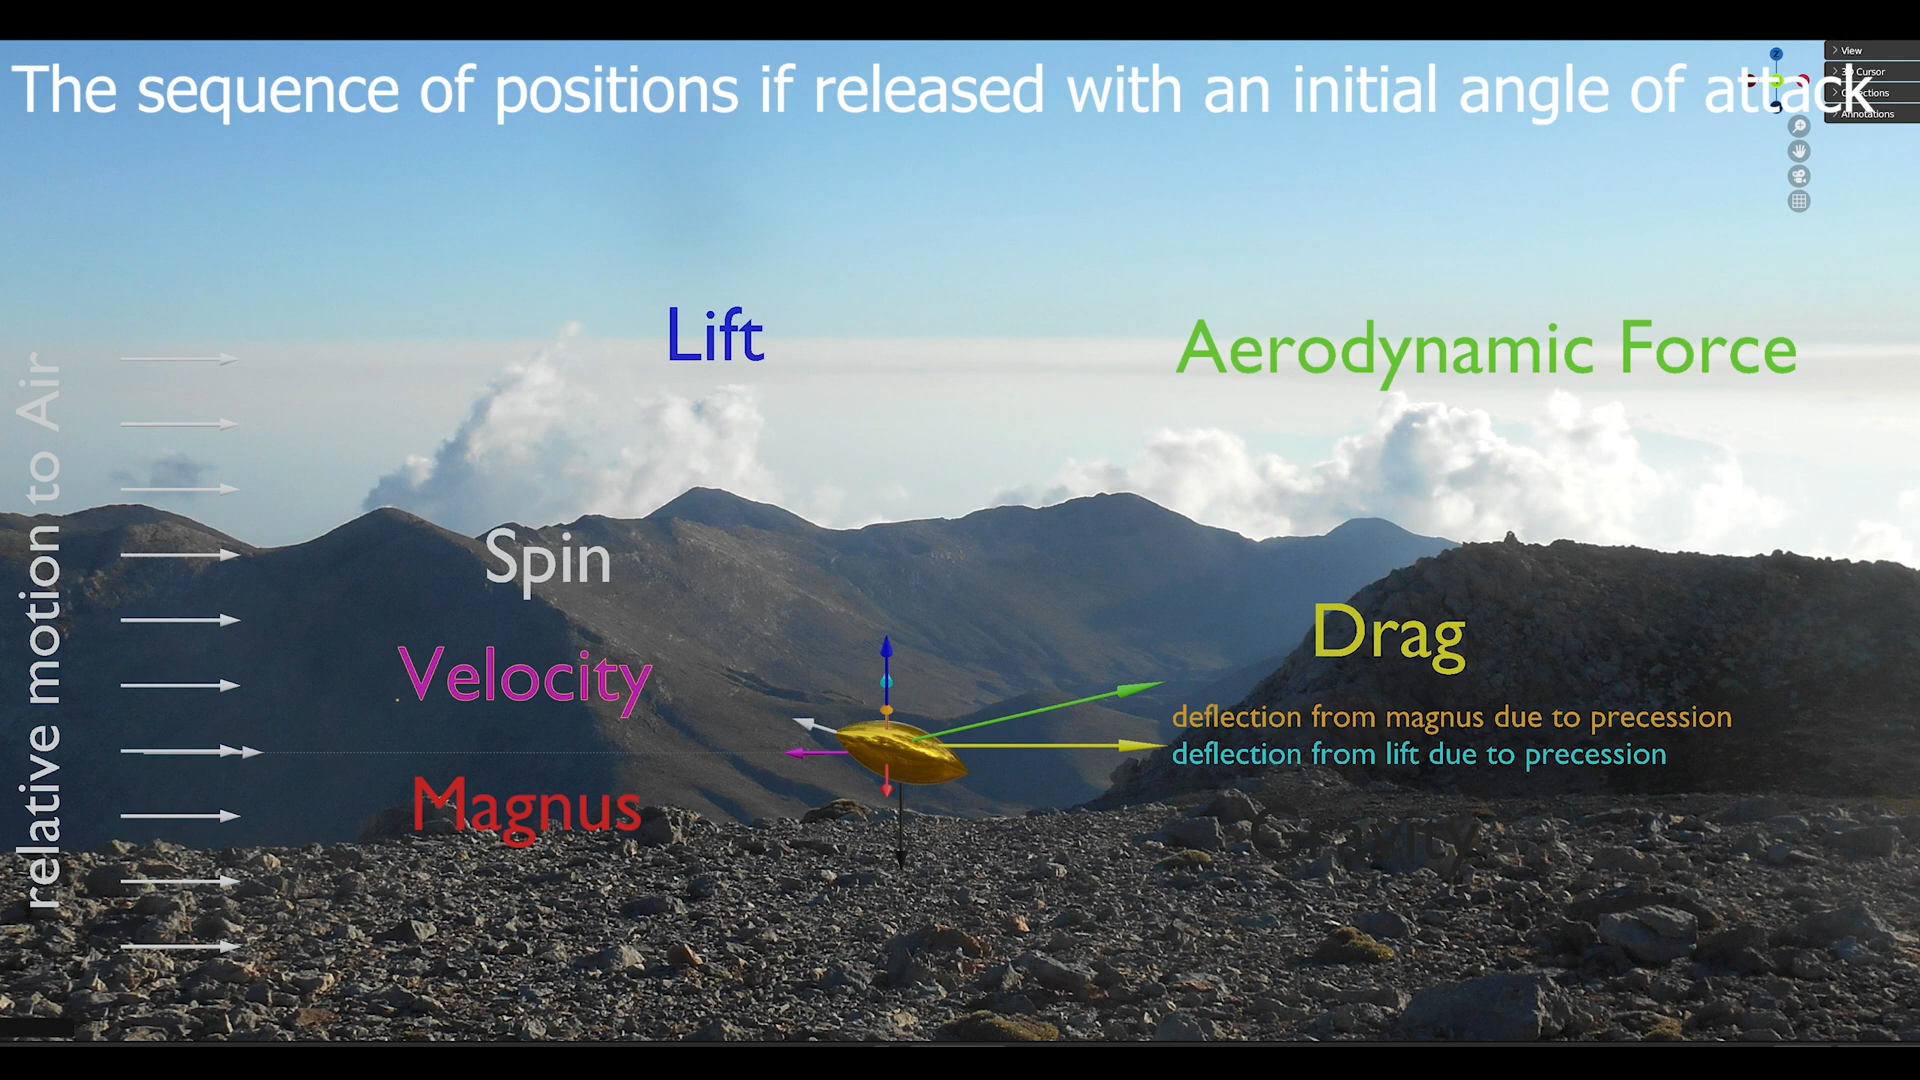 The sequence of positions if released with an initial angle of attack
View
Annotations
Lift
Aerodynamic Force
relative motion to Air
Spin
Drag
Velocity
deflection from magnus due to precession
deflection from lift due to precession
Magnus
Gravity